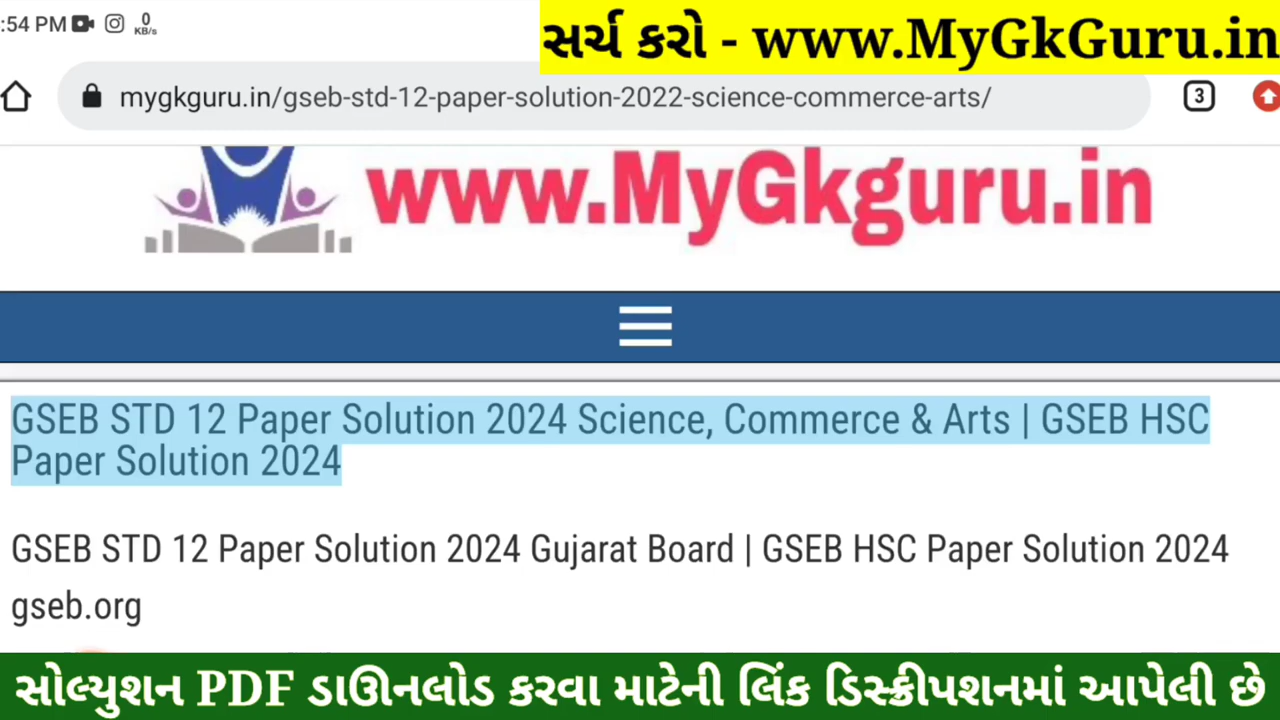 :54 PM 0 KB/s
સર્ચ કરો - www.MyGkGuru.in
mygkguru.in/gseb-std-12-paper-solution-2022-science-commerce-arts/
3
www.MyGkguru.in
GSEB STD 12 Paper Solution 2024 Science, Commerce & Arts | GSEB HSC
Paper Solution 2024
GSEB STD 12 Paper Solution 2024 Gujarat Board | GSEB HSC Paper Solution 2024
gseb.org
સોલ્યુશન PDF ડાઊનલોડ કરવા માટેની લિંક ડિસ્ક્રીપશનમાં આપેલી છે